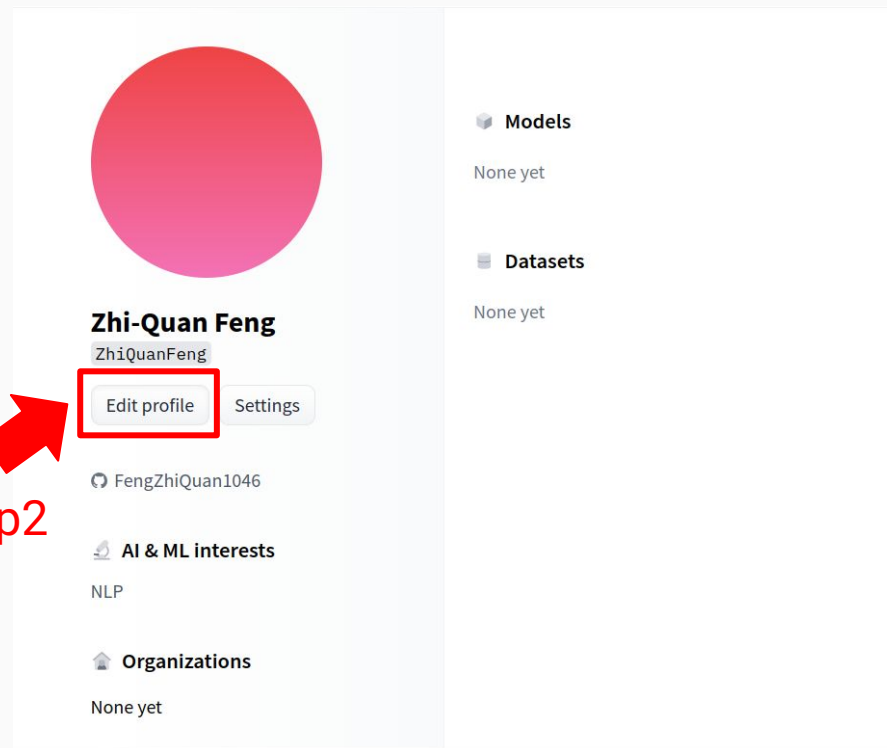 Zhi-Quan Feng
ZhiQuanFeng
Edit profile Settings
FengZhiQuan1046
p2
AI & ML interests
NLP
Organizations
None yet
Models
None yet
Datasets
None yet